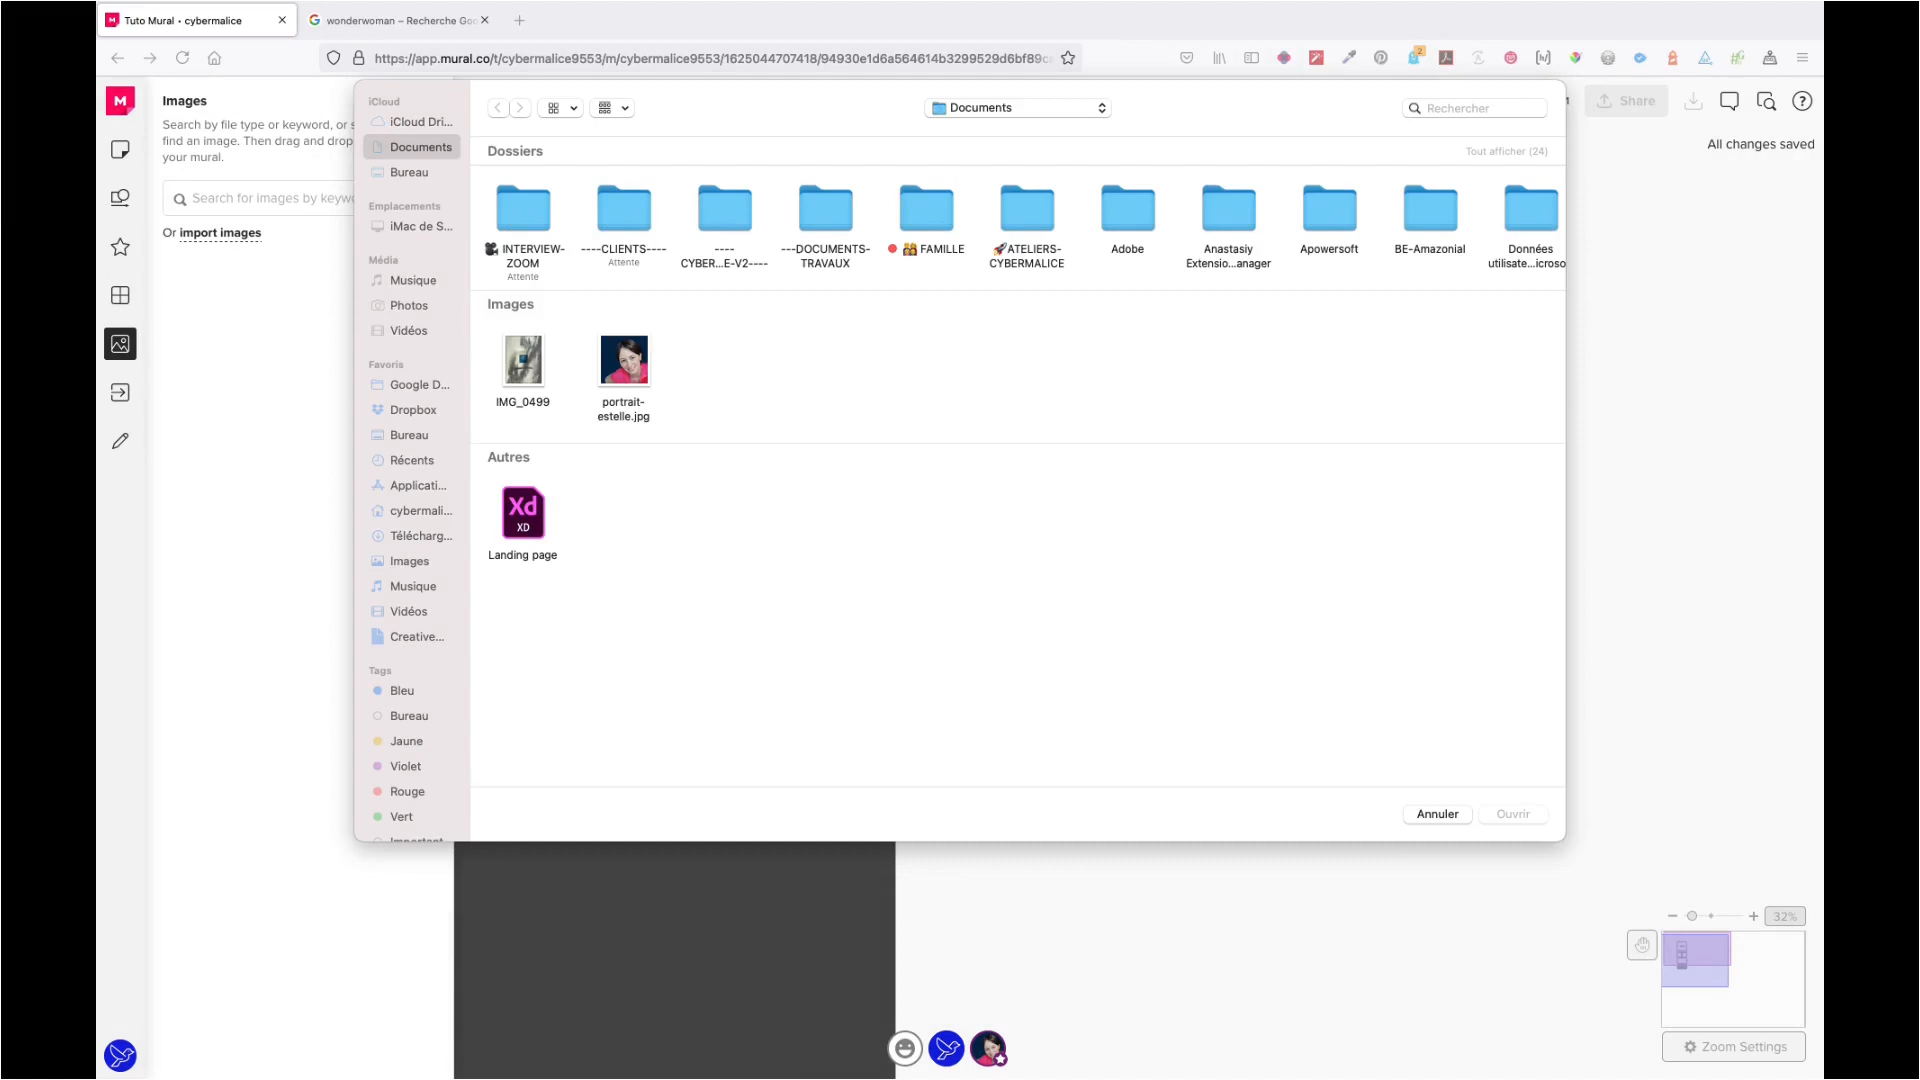 Tuto Mural • cybermalice
wonderwoman – Recherche Goo
https://app.mural.co/t/cybermalice9553/m/cybermalice9553/1625044707418/94930e1d6a564614b3299529d6bf89c
2
M
Images
Search by file type or keyword, or s
find an image. Then drag and drop
your mural.
Search for images by keywo
Or import images
iCloud
iCloud Dri...
Documents
Bureau
Emplacements
iMac de S...
Média
Musique
Photos
Vidéos
Favoris
Google D...
Dropbox
Bureau
Récents
Applicati...
cybermali...
Télécharg...
Images
Musique
Vidéos
Creative...
Tags
Bleu
Bureau
Jaune
Violet
Rouge
Vert
Important
Documents
Rechercher
Dossiers
Tout afficher (24)
INTERVIEW-
ZOOM
Attente
----CLIENTS----
Attente
----
CYBER...E-V2----
---DOCUMENTS-
TRAVAUX
FAMILLE
ATELIERS-
CYBERMALICE
Adobe
Anastasiy
Extensio...anager
Apowersoft
BE-Amazonial
Données
utilisate...icroso
Images
IMG_0499
portrait-
estelle.jpg
Autres
Xd
XD
Landing page
Annuler
Ouvrir
Share
All changes saved
32%
Zoom Settings